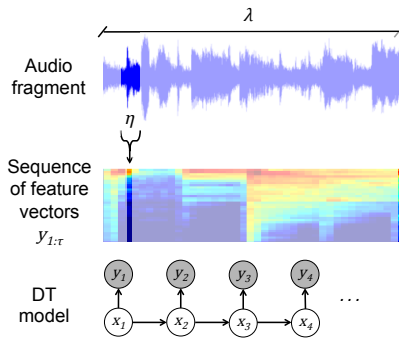 λ
Audio
fragment
η
Sequence
of feature
vectors
y1:τ
y1 y2 y3 y4
DT
model
...
x1 x2 x3 x4